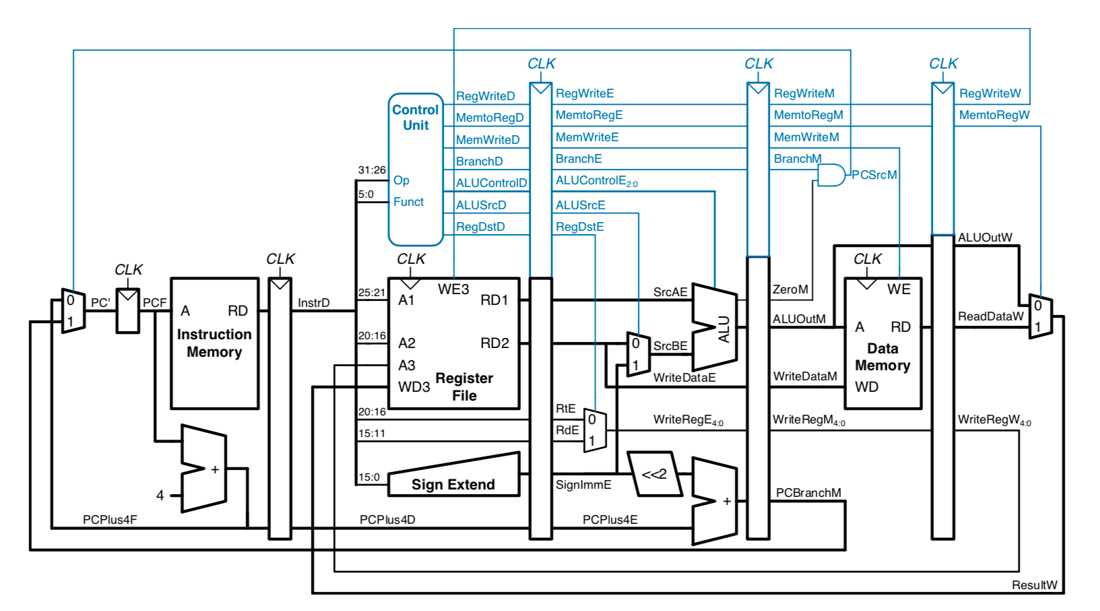 CLK CLK CLK
Control
Unit
RegWriteD RegWriteE RegWriteM RegWriteW
MemtoRegD MemtoRegE MemtoRegM MemtoRegW
MemWriteD MemWriteE MemWriteM
BranchD BranchE BranchM
PCSrcM
31:26 Op
ALUControlD ALUControlE2:0
5:0 Funct
ALUSrcD ALUSrcE
RegDstD RegDstE
ALUOutW
CLK CLK CLK CLK
0 PC' PCF A RD InstrD 25:21 A1 WE3 RD1 SrcAE ZeroM WE 0
1
Instruction
Memory
20:16 A2 RD2 0 SrcBE ALU ALUOutM A RD ReadDataW 1
1
A3
Data
Memory
WD3 Register
File
WriteDataE WriteDataM WD
20:16 RtE 0
15:11 RdE 1 WriteRegE4:0 WriteRegM4:0 WriteRegW4:0
+
4
15:0 Sign Extend SignImmE <<2
+ PCBranchM
PCPlus4F PCPlus4D PCPlus4E
ResultW